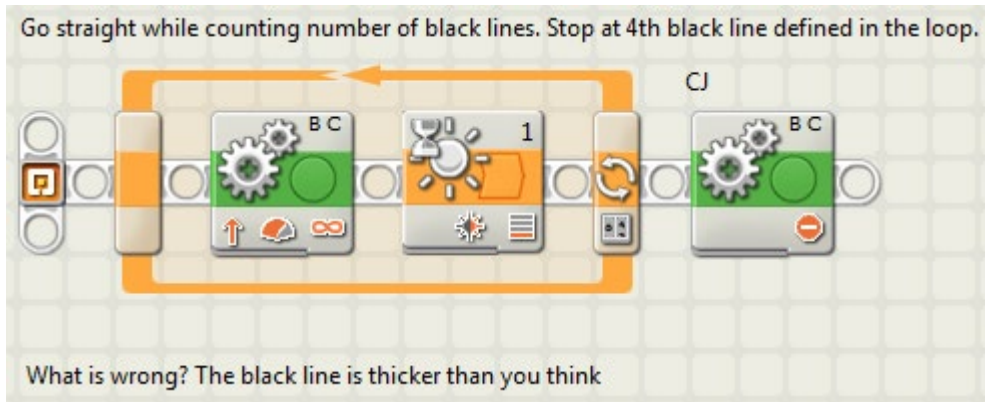 Go straight while counting number of black lines. Stop at 4th black line defined in the loop.
CJ
B C
1
B C
What is wrong? The black line is thicker than you think